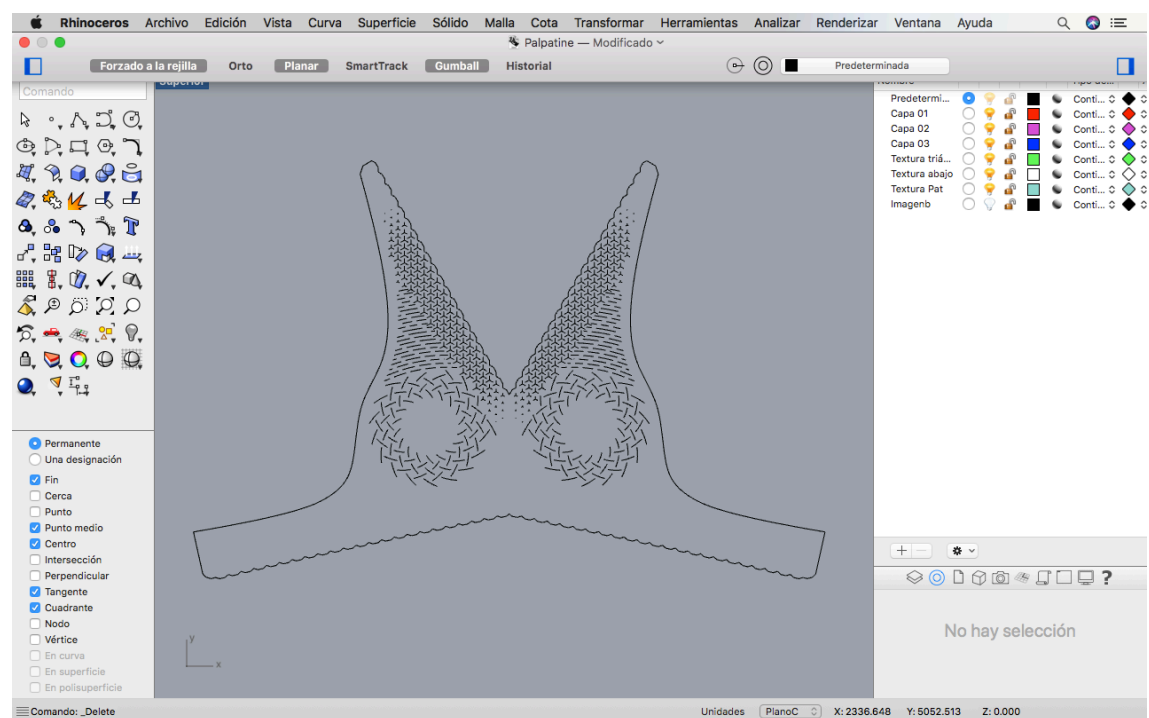 Rhinoceros Archivo Edición Vista Curva Superficie Sólido Malla Cota Transformar Herramientas Analizar Renderizar Ventana Ayuda
Palpatine — Modificado
Forzado a la rejilla Orto Planar SmartTrack Gumball Historial Predeterminada
Comando
Superior
Nombre
Predetermi... Conti...
Capa 01 Conti...
Capa 02 Conti...
Capa 03 Conti...
Textura triá... Conti...
Textura abajo Conti...
Textura Pat Conti...
Imagenb Conti...
Permanente
Una designación
Fin
Cerca
Punto
Punto medio
Centro
Intersección
Perpendicular
Tangente
Cuadrante
Nodo
Vértice
En curva
En superficie
En polisuperficie
No hay selección
y
x
Comando: _Delete
Unidades PlanoC X: 2336.648 Y: 5052.513 Z: 0.000